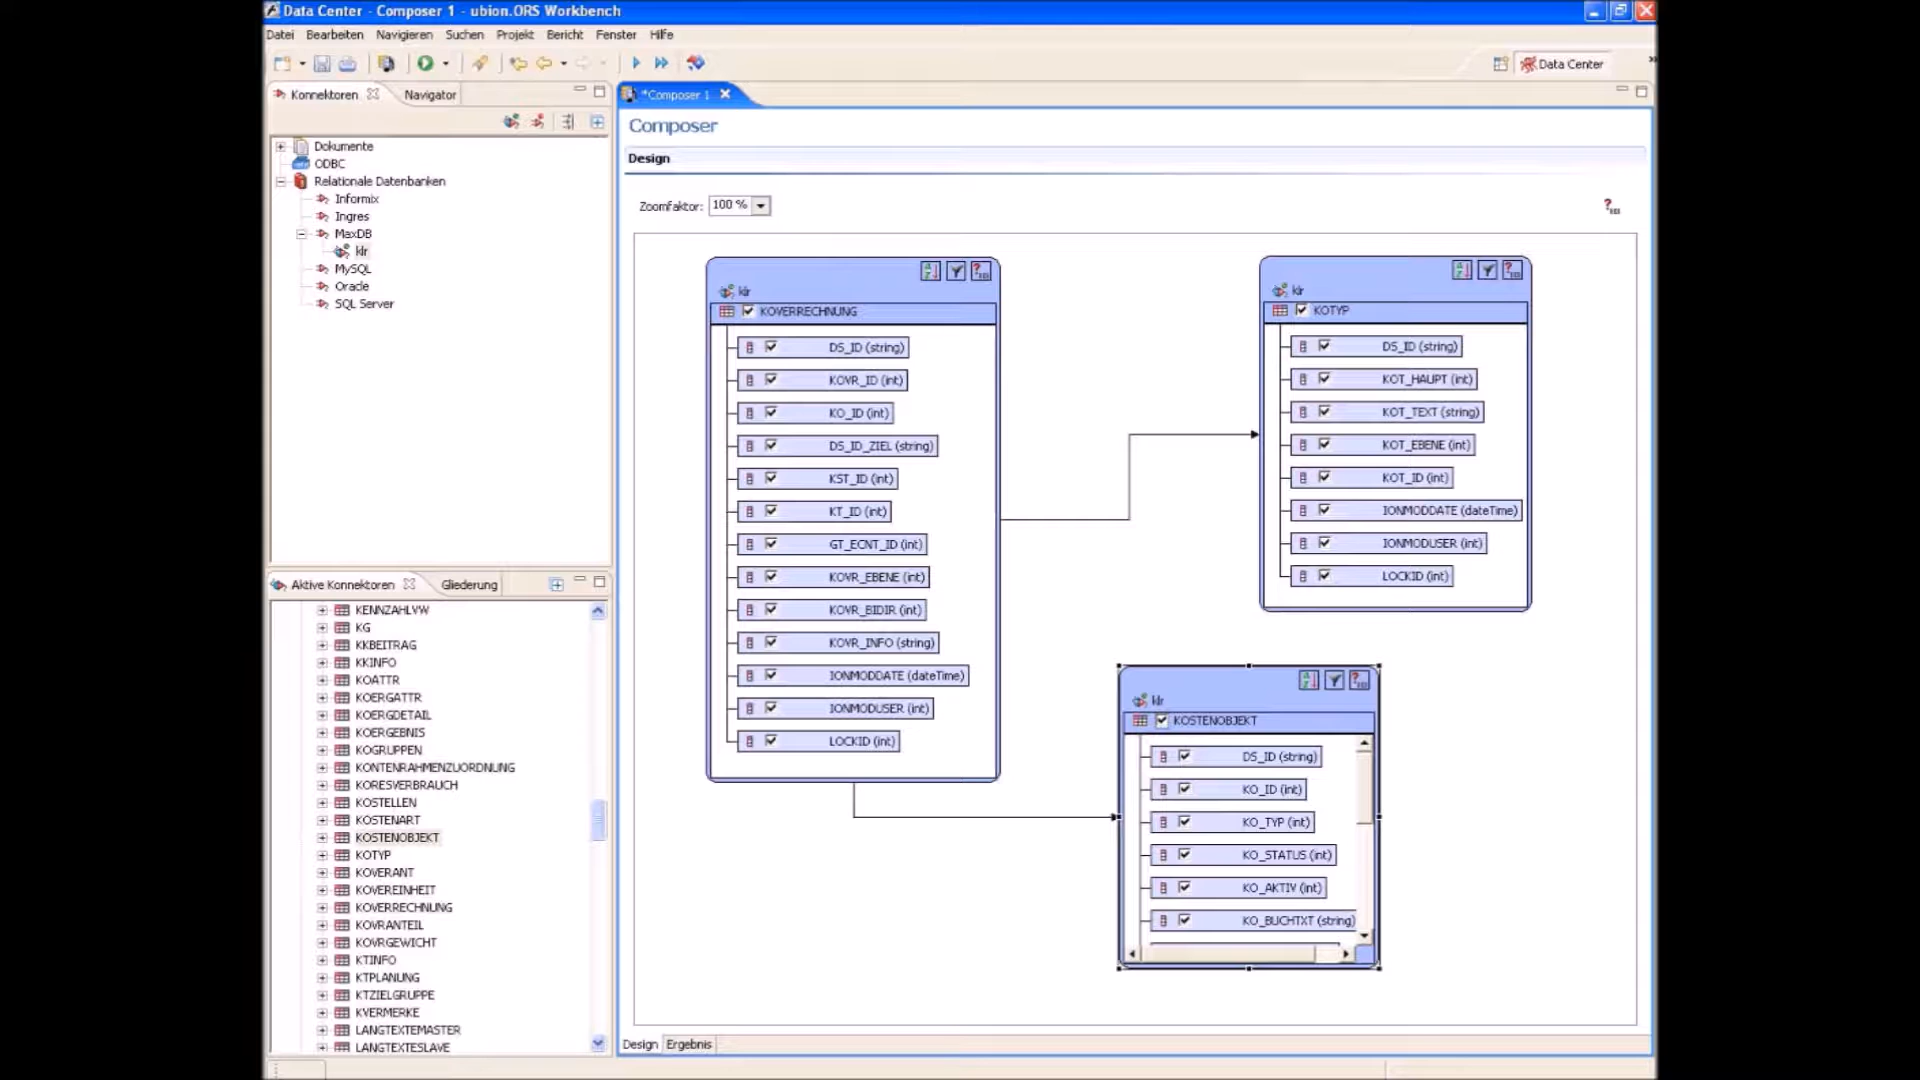 Data Center - Composer 1 - ubion.ORS Workbench
Datei Bearbeiten Navigieren Suchen Projekt Bericht Fenster Hilfe
Data Center
Konnektoren Navigator
Dokumente
ODBC
Relationale Datenbanken
Informix
Ingres
MaxDB
klr
MySQL
Oracle
SQL Server
Aktive Konnektoren Gliederung
KENNZAHLVW
KG
KKBEITRAG
KKINFO
KOATTR
KOERGATTR
KOERGDETAIL
KOERGEBNIS
KOGRUPPEN
KONTENRAHMENZUORDNUNG
KORESVERBRAUCH
KOSTELLEN
KOSTENART
KOSTENOBJEKT
KOTYP
KOVERANT
KOVEREINHEIT
KOVERRECHNUNG
KOVRANTEIL
KOVRGEWICHT
KTINFO
KTPLANUNG
KTZIELGRUPPE
KVERMERKE
LANGTEXTEMASTER
LANGTEXTESLAVE
*Composer 1
Composer
Design
Zoomfaktor: 100 %
klr
KOVERRECHNUNG
DS_ID (string)
KOVR_ID (int)
KO_ID (int)
DS_ID_ZIEL (string)
KST_ID (int)
KT_ID (int)
GT_ECNT_ID (int)
KOVR_EBENE (int)
KOVR_BIDIR (int)
KOVR_INFO (string)
IONMODDATE (dateTime)
IONMODUSER (int)
LOCKID (int)
klr
KOTYP
DS_ID (string)
KOT_HAUPT (int)
KOT_TEXT (string)
KOT_EBENE (int)
KOT_ID (int)
IONMODDATE (dateTime)
IONMODUSER (int)
LOCKID (int)
klr
KOSTENOBJEKT
DS_ID (string)
KO_ID (int)
KO_TYP (int)
KO_STATUS (int)
KO_AKTIV (int)
KO_BUCHTXT (string)
Design Ergebnis